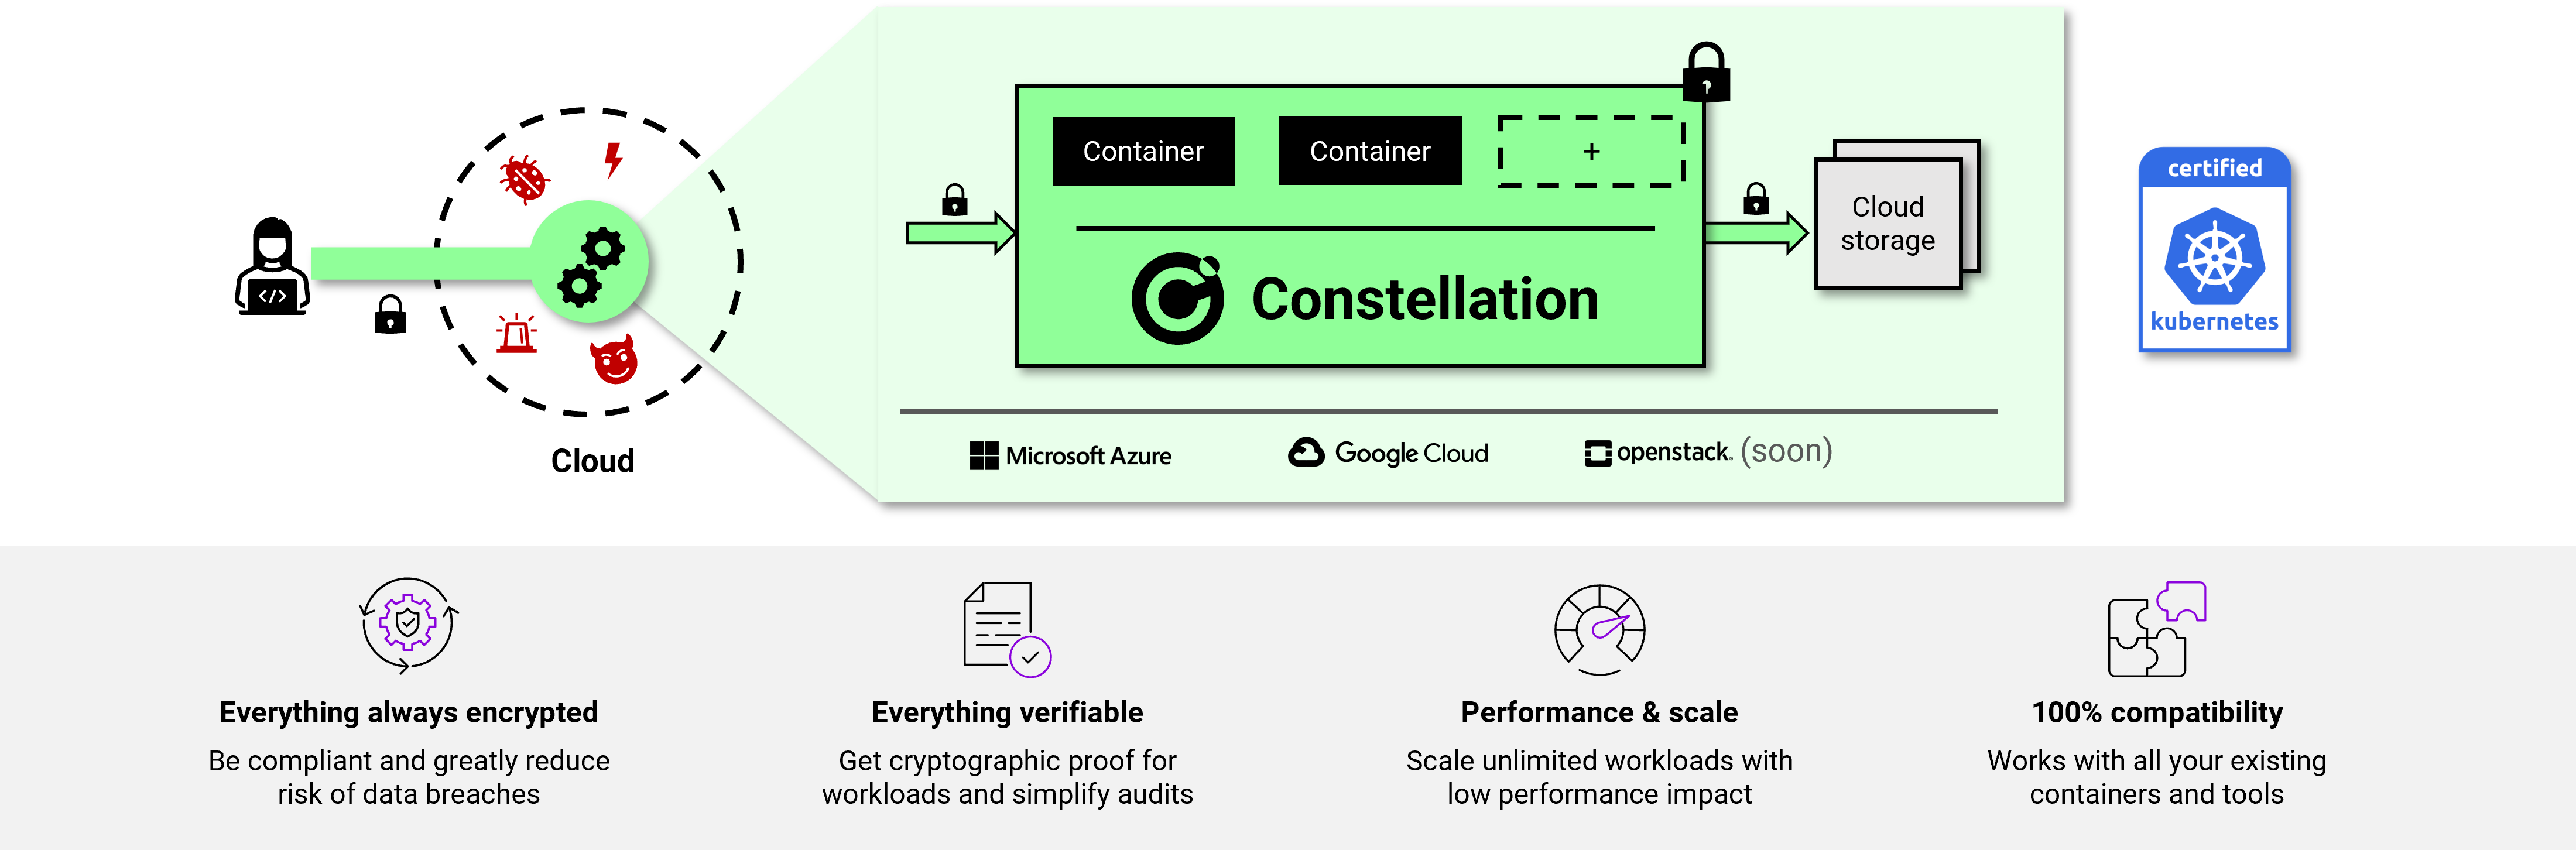 </>
Cloud
Container
Container
+
Constellation
Cloud
storage
Microsoft Azure
Google Cloud
openstack. (soon)
certified
kubernetes
Everything always encrypted
Be compliant and greatly reduce
risk of data breaches
Everything verifiable
Get cryptographic proof for
workloads and simplify audits
Performance & scale
Scale unlimited workloads with
low performance impact
100% compatibility
Works with all your existing
containers and tools